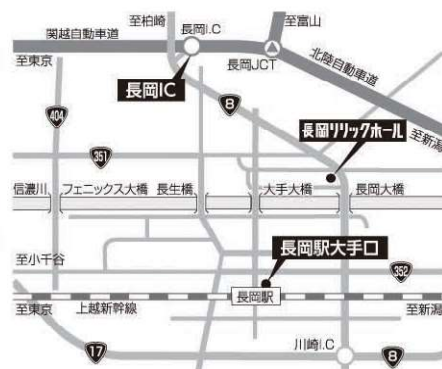 至柏崎
至富山
関越自動車道
長岡I.C
至東京
長岡IC
長岡JCT
北陸自動車道
404
8
351
長岡リリックホール
至新潟
信濃川
フェニックス大橋
長生橋
大手大橋
長岡大橋
至小千谷
長岡駅大手口
352
長岡駅
至東京
上越新幹線
至新潟
17
川崎I.C
8